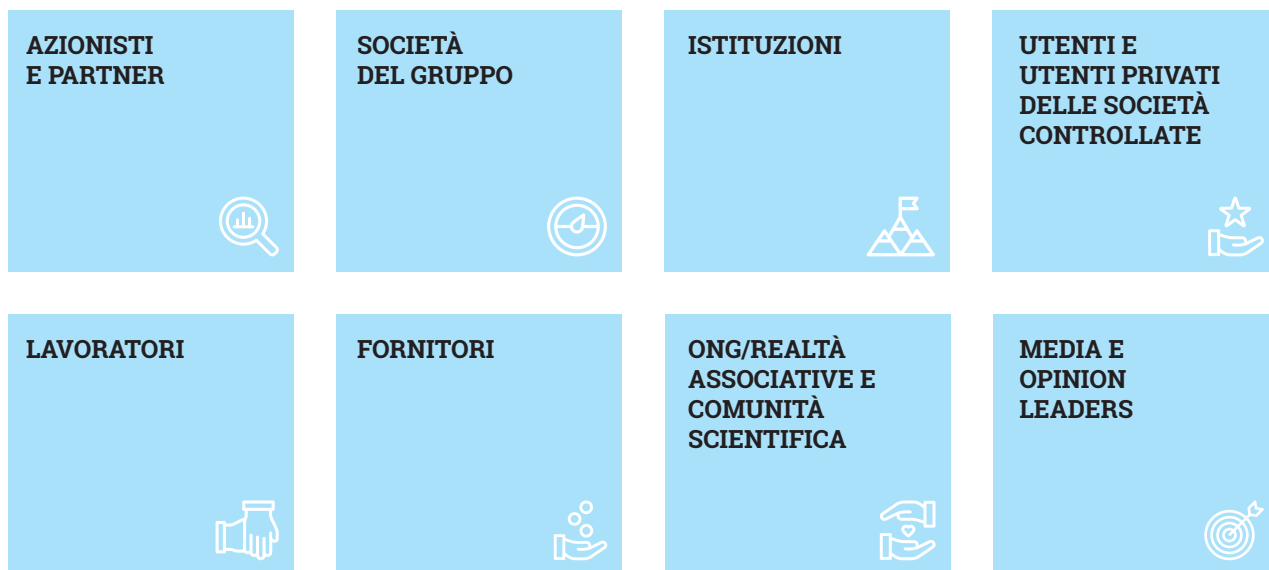 AZIONISTI
E PARTNER
SOCIETÀ
DEL GRUPPO
ISTITUZIONI
UTENTI E
UTENTI PRIVATI
DELLE SOCIETÀ
CONTROLLATE
LAVORATORI
FORNITORI
ONG/REALTÀ
ASSOCIATIVE E
COMUNITÀ
SCIENTIFICA
MEDIA E
OPINION
LEADERS